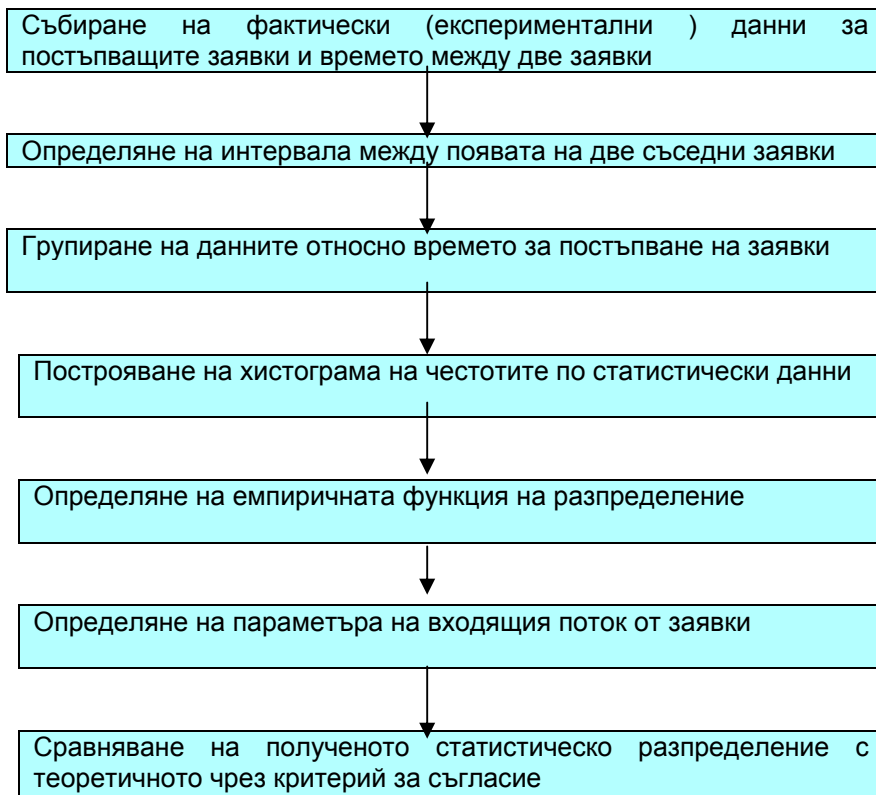 Събиране на фактически (експериментални ) данни за
постъпващите заявки и времето между две заявки
Определяне на интервала между появата на две съседни заявки
Групиране на данните относно времето за постъпване на заявки
Построяване на хистограма на честотите по статистически данни
Определяне на емпиричната функция на разпределение
Определяне на параметъра на входящия поток от заявки
Сравняване на полученото статистическо разпределение с
теоретичното чрез критерий за съгласие